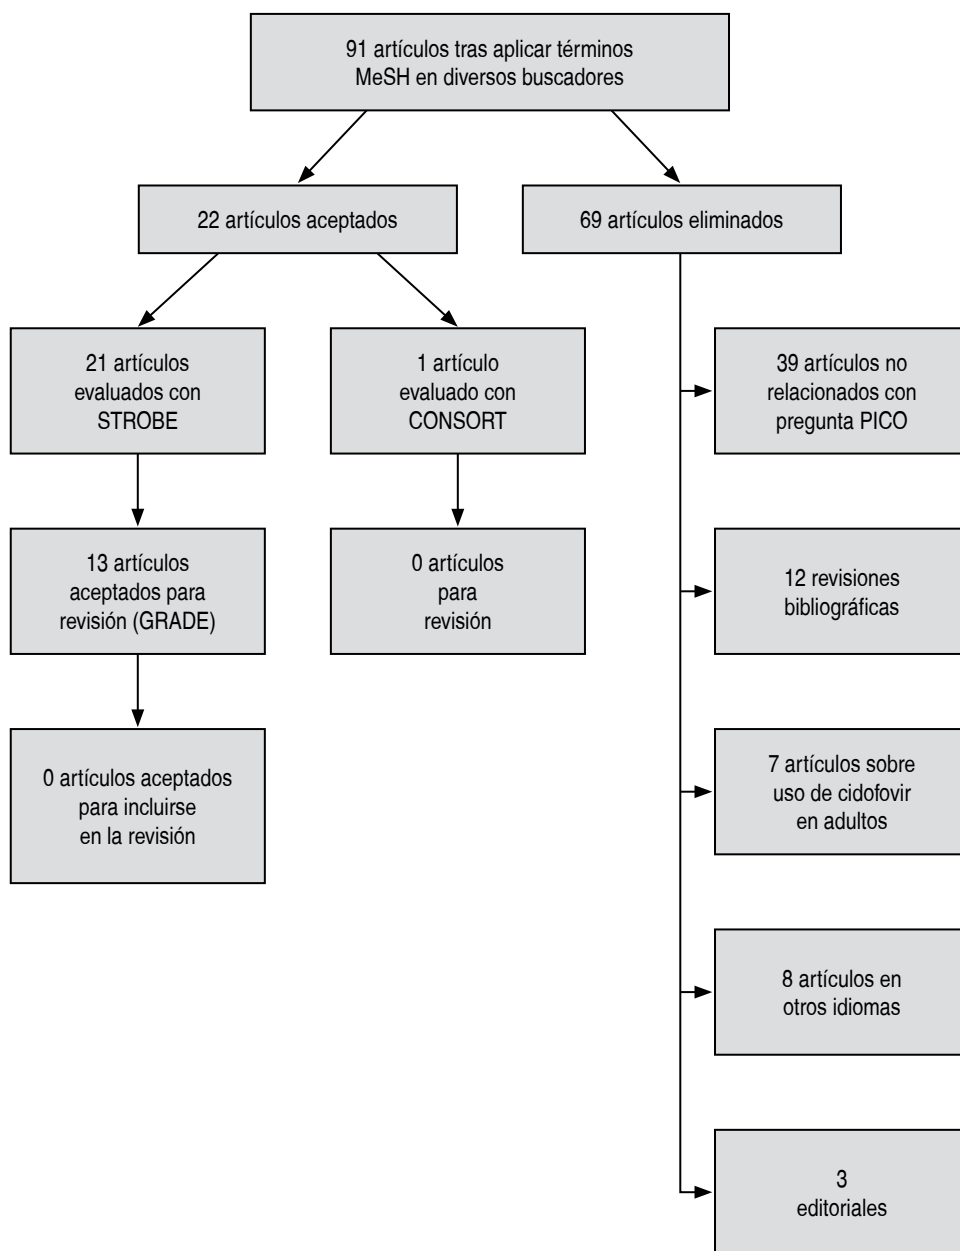 91 artículos tras aplicar términos
MeSH en diversos buscadores
22 artículos aceptados
69 artículos eliminados
21 artículos
evaluados con
STROBE
1 artículo
evaluado con
CONSORT
39 artículos no
relacionados con
pregunta PICO
13 artículos
aceptados para
revisión (GRADE)
0 artículos
para
revisión
12 revisiones
bibliográficas
0 artículos aceptados
para incluirse
en la revisión
7 artículos sobre
uso de cidofovir
en adultos
8 artículos en
otros idiomas
3
editoriales